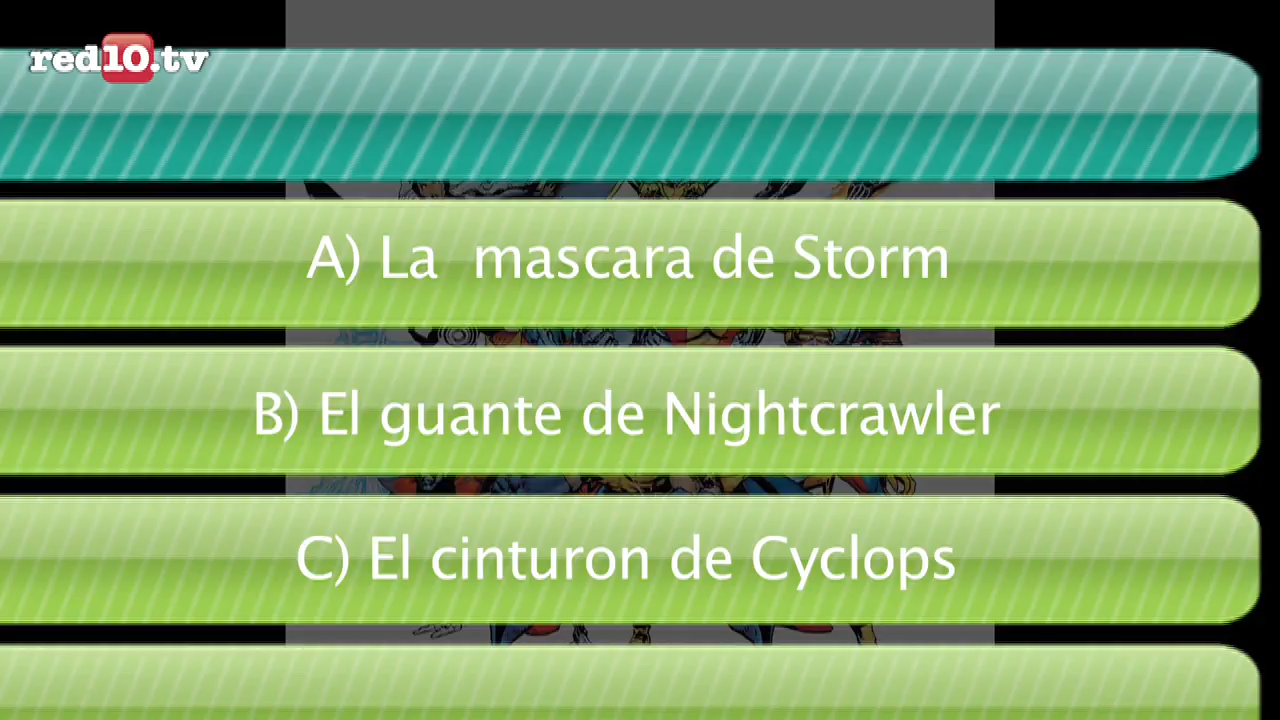 red10.tv
A) La mascara de Storm
B) El guante de Nightcrawler
C) El cinturon de Cyclops